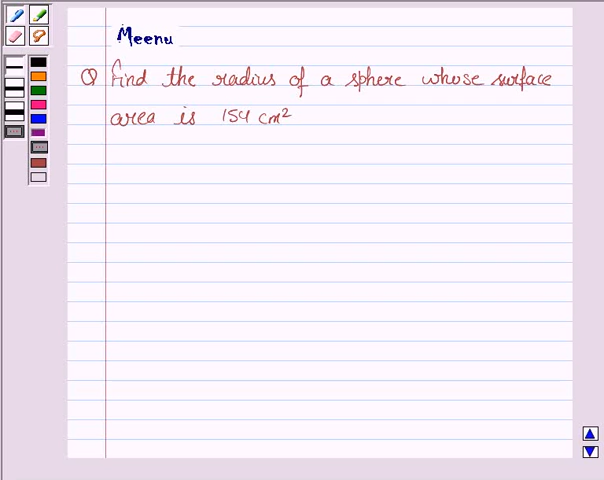 Meenu
Q Find the radius of a sphere whose surface
area is 154 cm²